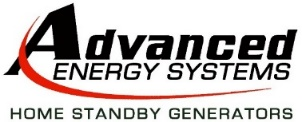 Advanced
ENERGY SYSTEMS
HOME STANDBY GENERATORS